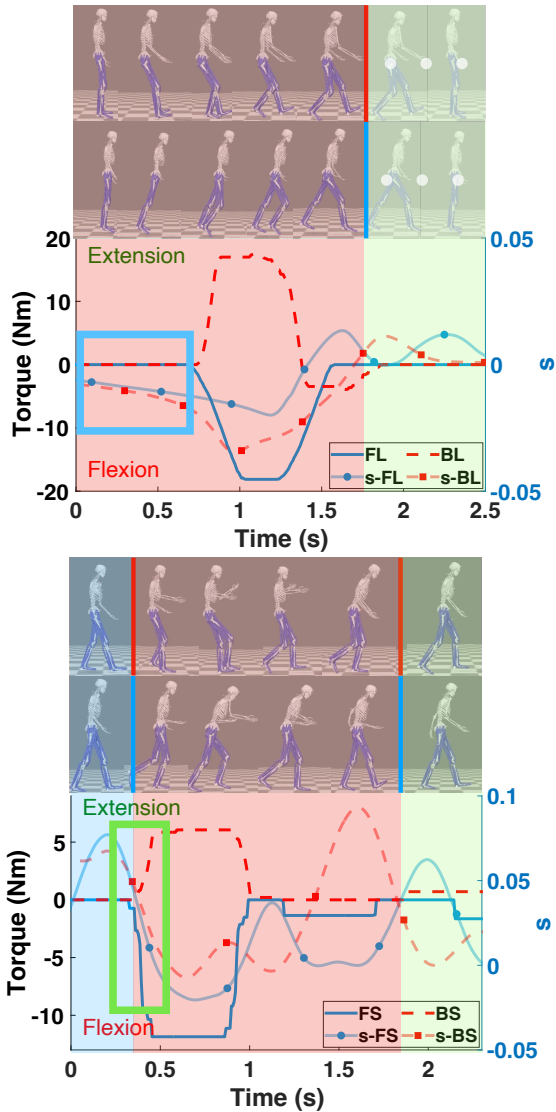 20
10
0
-10
-20
Torque (Nm)
Extension
Flexion
0.05
0
-0.05
s
FL BL
s-FL s-BL
0 0.5 1 1.5 2 2.5
Time (s)
5
0
-5
-10
Torque (Nm)
Extension
Flexion
0.1
0.05
0
-0.05
s
FS BS
s-FS s-BS
0 0.5 1 1.5 2
Time (s)